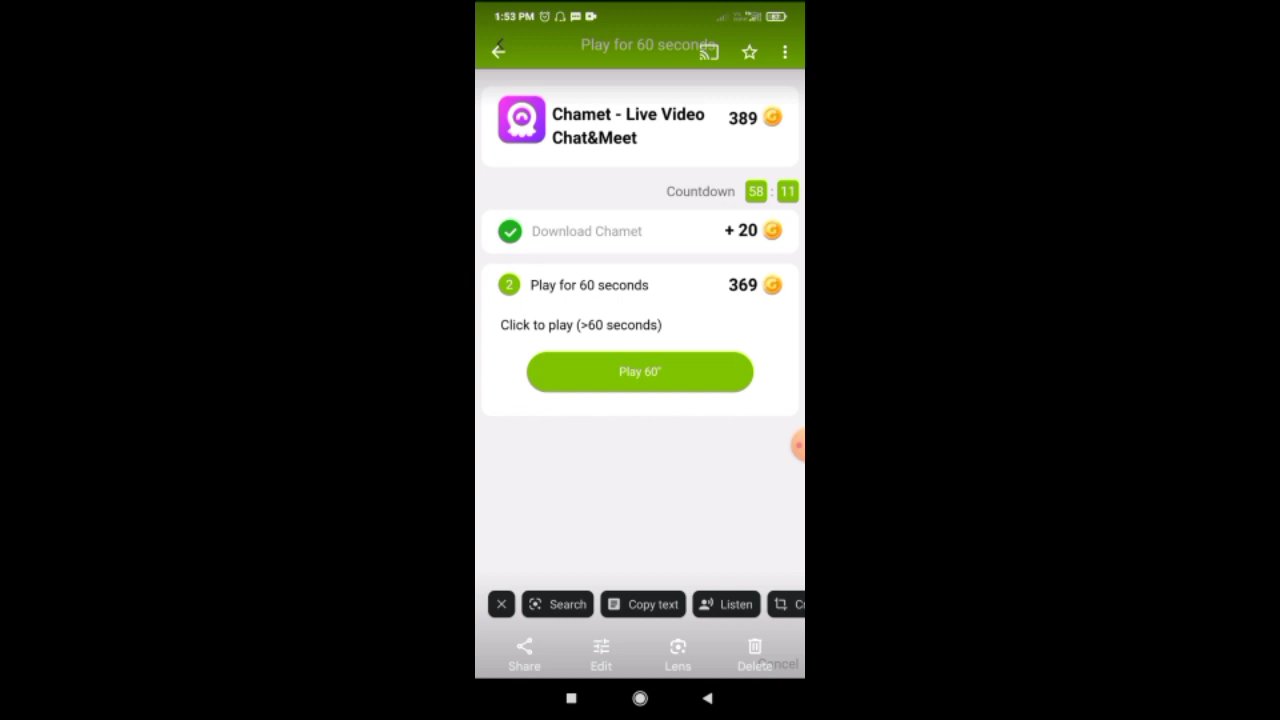 1:53 PM
Play for 60 seconds
Chamet - Live Video
Chat&Meet
389
Countdown 58 : 11
Download Chamet + 20
2 Play for 60 seconds 369
Click to play (>60 seconds)
Play 60"
Search Copy text Listen
Share Edit Lens Delete
Cancel